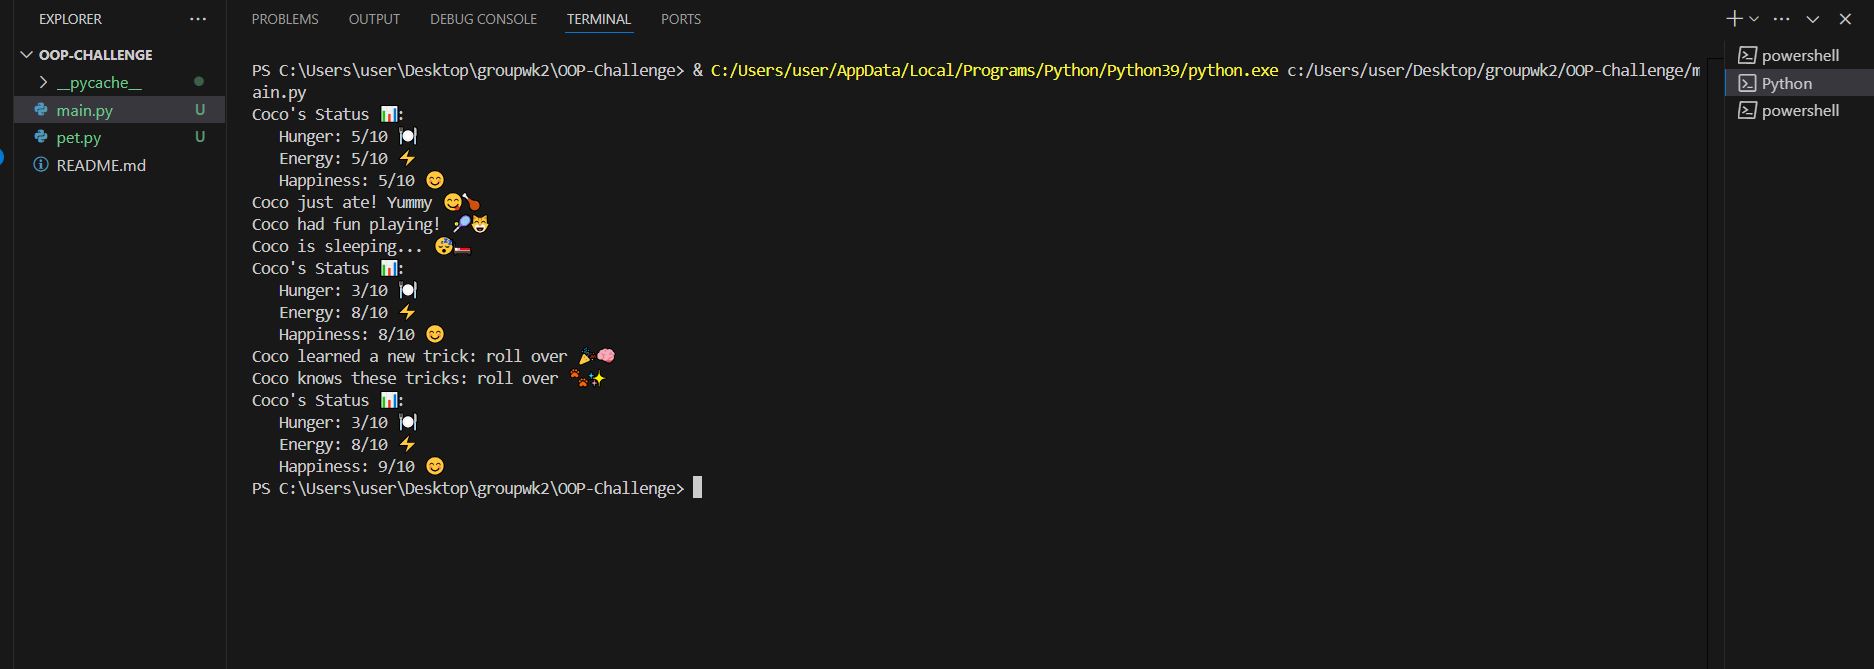 EXPLORER
OOP-CHALLENGE
__pycache__
main.py U
pet.py U
README.md
PROBLEMS OUTPUT DEBUG CONSOLE TERMINAL PORTS
PS C:\Users\user\Desktop\groupwk2\OOP-Challenge> & C:/Users/user/AppData/Local/Programs/Python/Python39/python.exe c:/Users/user/Desktop/groupwk2/OOP-Challenge/m
ain.py
Coco's Status 📊:
Hunger: 5/10 🍽️
Energy: 5/10 ⚡
Happiness: 5/10 😊
Coco just ate! Yummy 😋🍗
Coco had fun playing! 🎾😸
Coco is sleeping... 😴🛏️
Coco's Status 📊:
Hunger: 3/10 🍽️
Energy: 8/10 ⚡
Happiness: 8/10 😊
Coco learned a new trick: roll over 🎉🧠
Coco knows these tricks: roll over 🐾✨
Coco's Status 📊:
Hunger: 3/10 🍽️
Energy: 8/10 ⚡
Happiness: 9/10 😊
PS C:\Users\user\Desktop\groupwk2\OOP-Challenge>
powershell
Python
powershell